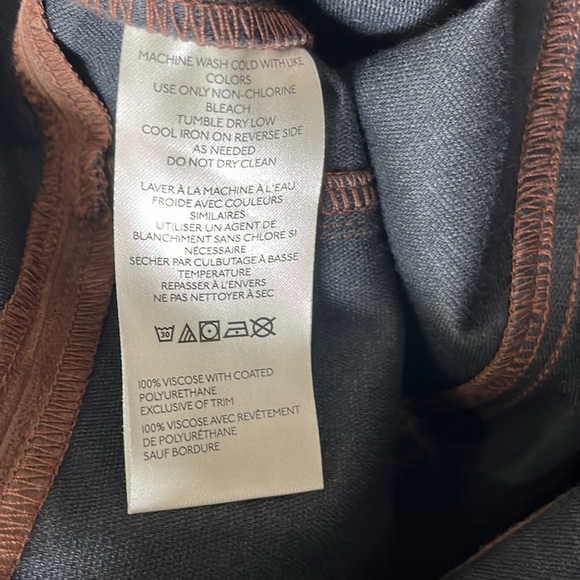 MACHINE WASH COLD WITH LIKE
COLORS
USE ONLY NON-CHLORINE
BLEACH
TUMBLE DRY LOW
COOL IRON ON REVERSE SIDE
AS NEEDED
DO NOT DRY CLEAN
LAVER À LA MACHINE À L'EAU
FROIDE AVEC COULEURS
SIMILAIRES
UTILISER UN AGENT DE
BLANCHIMENT SANS CHLORE SI
NÉCESSAIRE
SECHER PAR CULBUTAGE À BASSE
TEMPERATURE
REPASSER À L'ENVERS
NE PAS NETTOYER À SEC
30
100% VISCOSE WITH COATED
POLYURETHANE
EXCLUSIVE OF TRIM
100% VISCOSE AVEC REVÊTEMENT
DE POLYURÉTHANE
SAUF BORDURE